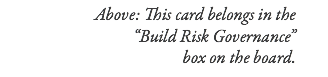 Above: This card belongs in the
“Build Risk Governance”
box on the board.